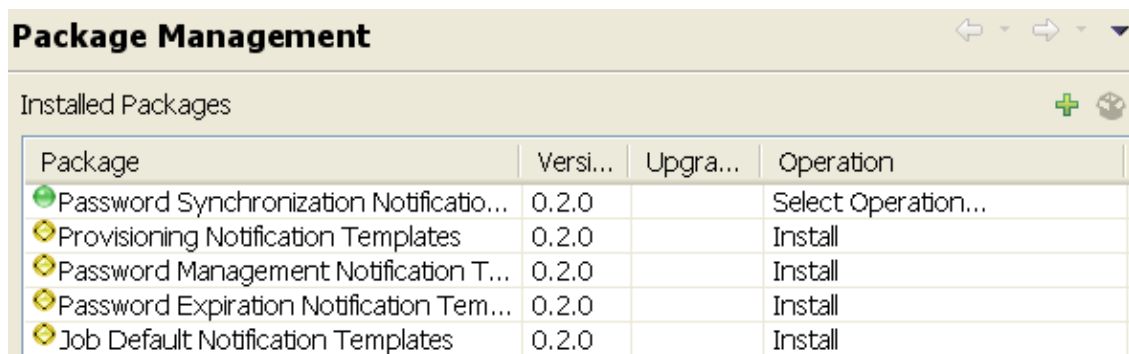 Package Management
Installed Packages
Package Versi... Upgra... Operation
Password Synchronization Notificatio... 0.2.0 Select Operation...
Provisioning Notification Templates 0.2.0 Install
Password Management Notification T... 0.2.0 Install
Password Expiration Notification Tem... 0.2.0 Install
Job Default Notification Templates 0.2.0 Install